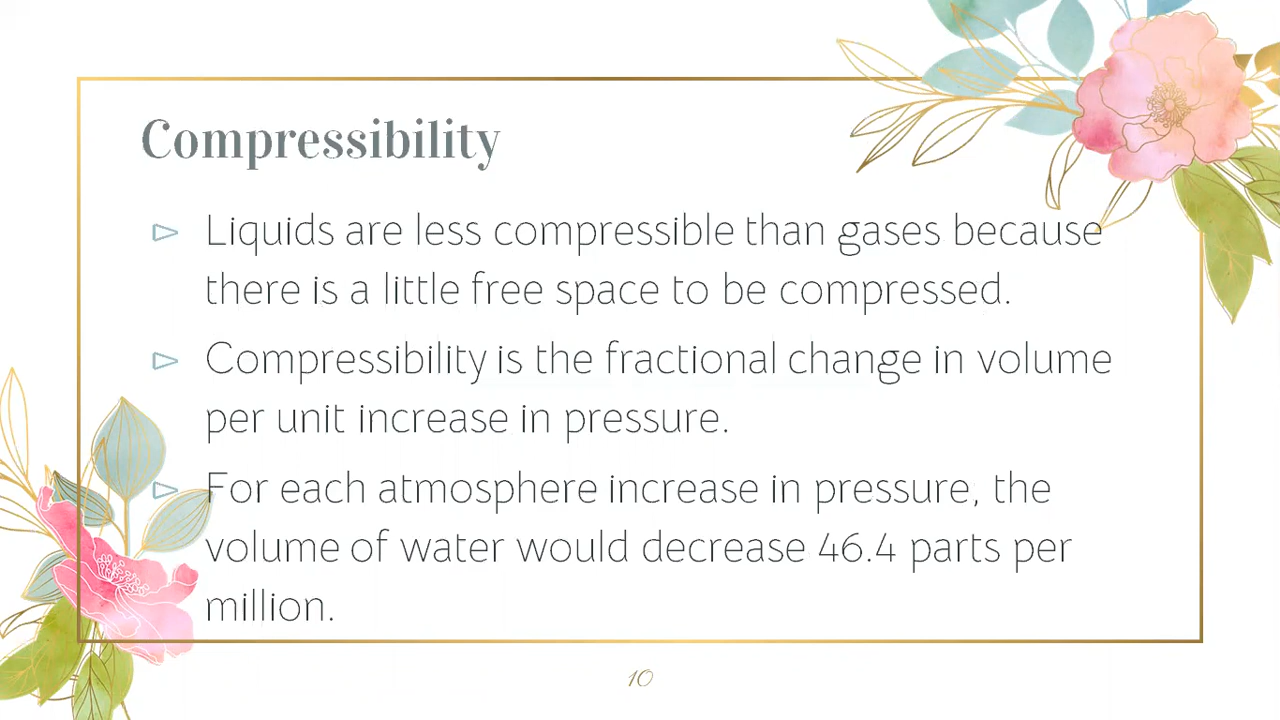 Compressibility
Liquids are less compressible than gases because
there is a little free space to be compressed.
Compressibility is the fractional change in volume
per unit increase in pressure.
For each atmosphere increase in pressure, the
volume of water would decrease 46.4 parts per
million.
10